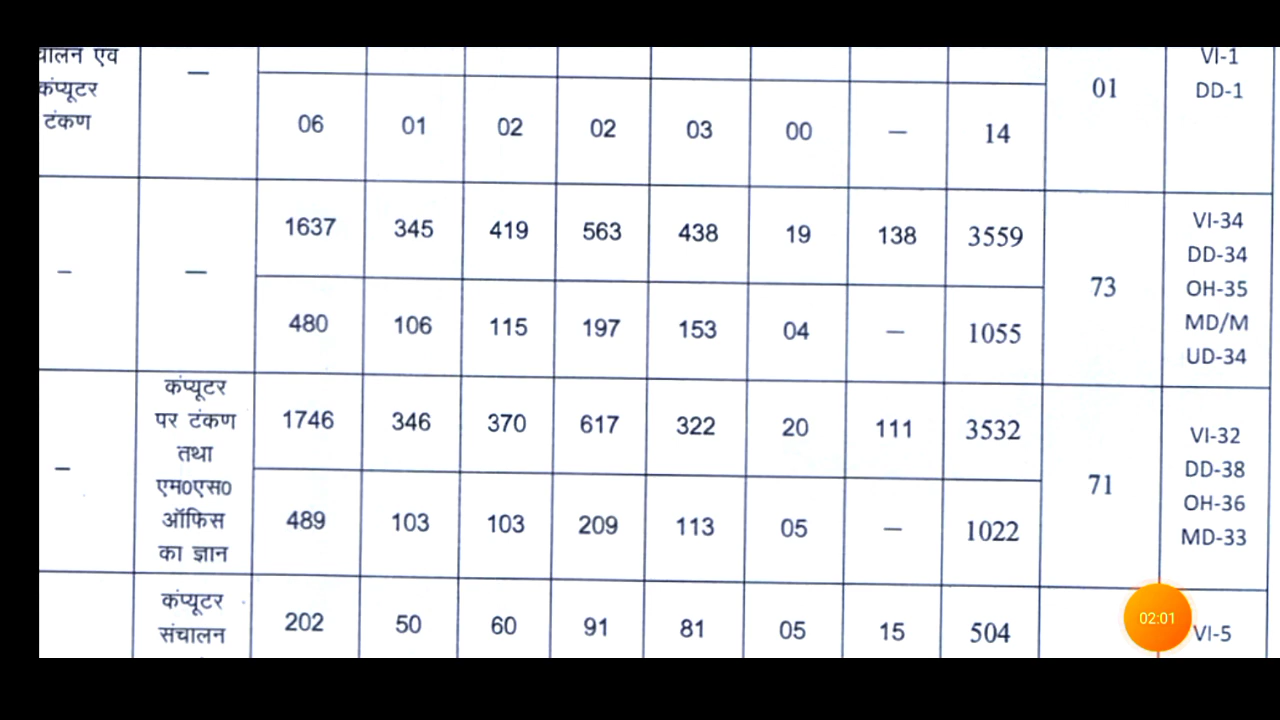 चालन एव
कंप्यूटर
टंकण
—
06 01 02 02 03 00 — 14
01
VI-1
DD-1
— —
1637 345 419 563 438 19 138 3559
480 106 115 197 153 04 — 1055
73
VI-34
DD-34
OH-35
MD/M
UD-34
—
कंप्यूटर
पर टंकण
तथा
एम0एस0
ऑफिस
का ज्ञान
1746 346 370 617 322 20 111 3532
489 103 103 209 113 05 — 1022
71
VI-32
DD-38
OH-36
MD-33
कंप्यूटर
संचालन
202 50 60 91 81 05 15 504
VI-5
02:01